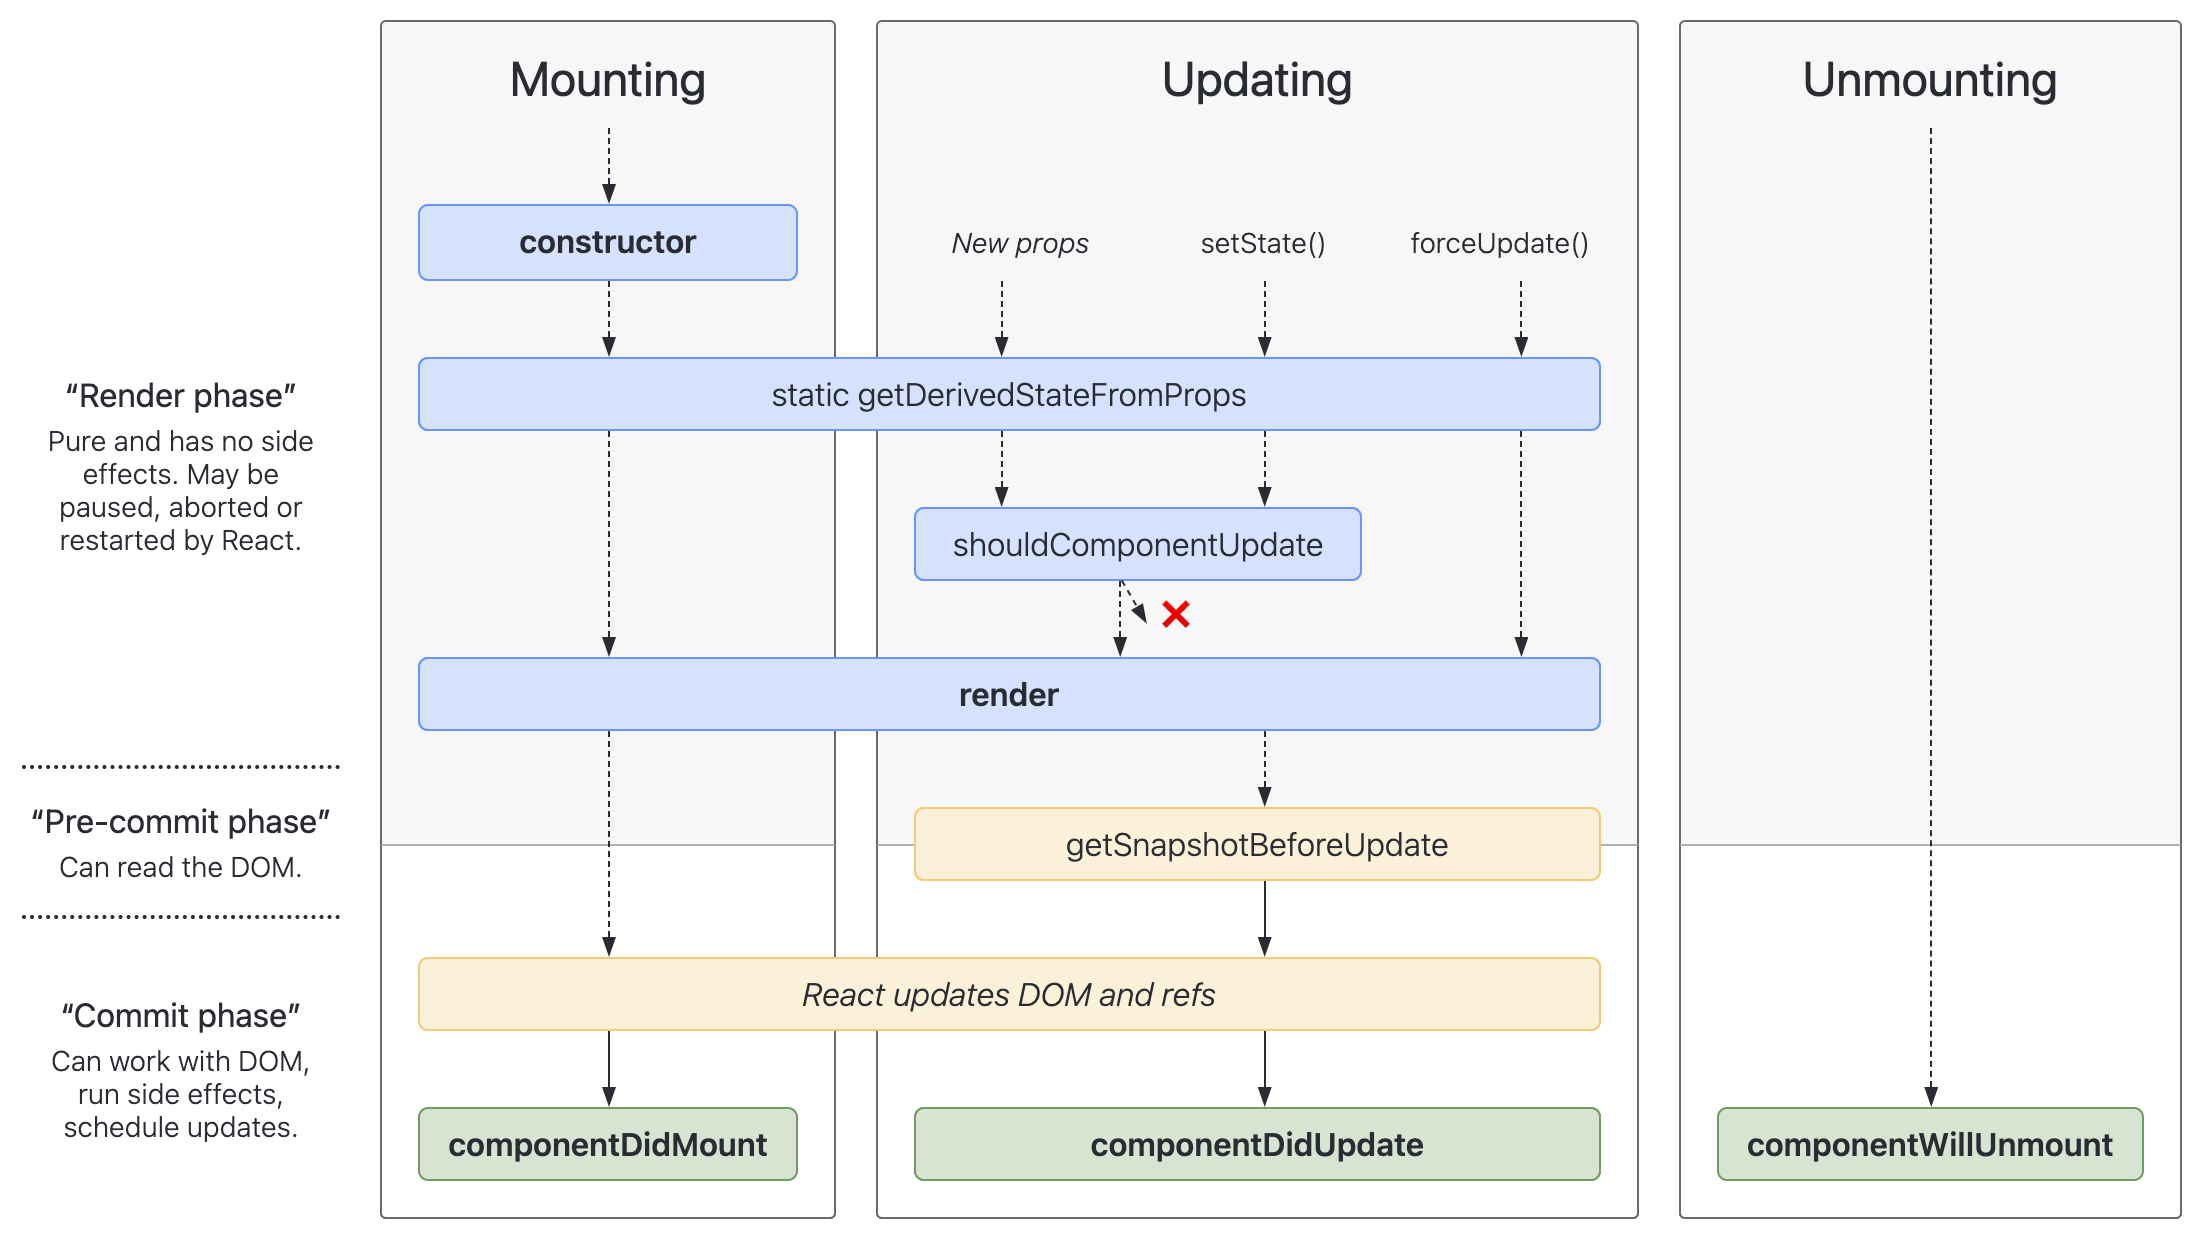 Mounting
Updating
Unmounting
constructor
New props
setState()
forceUpdate()
static getDerivedStateFromProps
“Render phase”
Pure and has no side
effects. May be
paused, aborted or
restarted by React.
shouldComponentUpdate
render
“Pre-commit phase”
Can read the DOM.
getSnapshotBeforeUpdate
React updates DOM and refs
“Commit phase”
Can work with DOM,
run side effects,
schedule updates.
componentDidMount
componentDidUpdate
componentWillUnmount